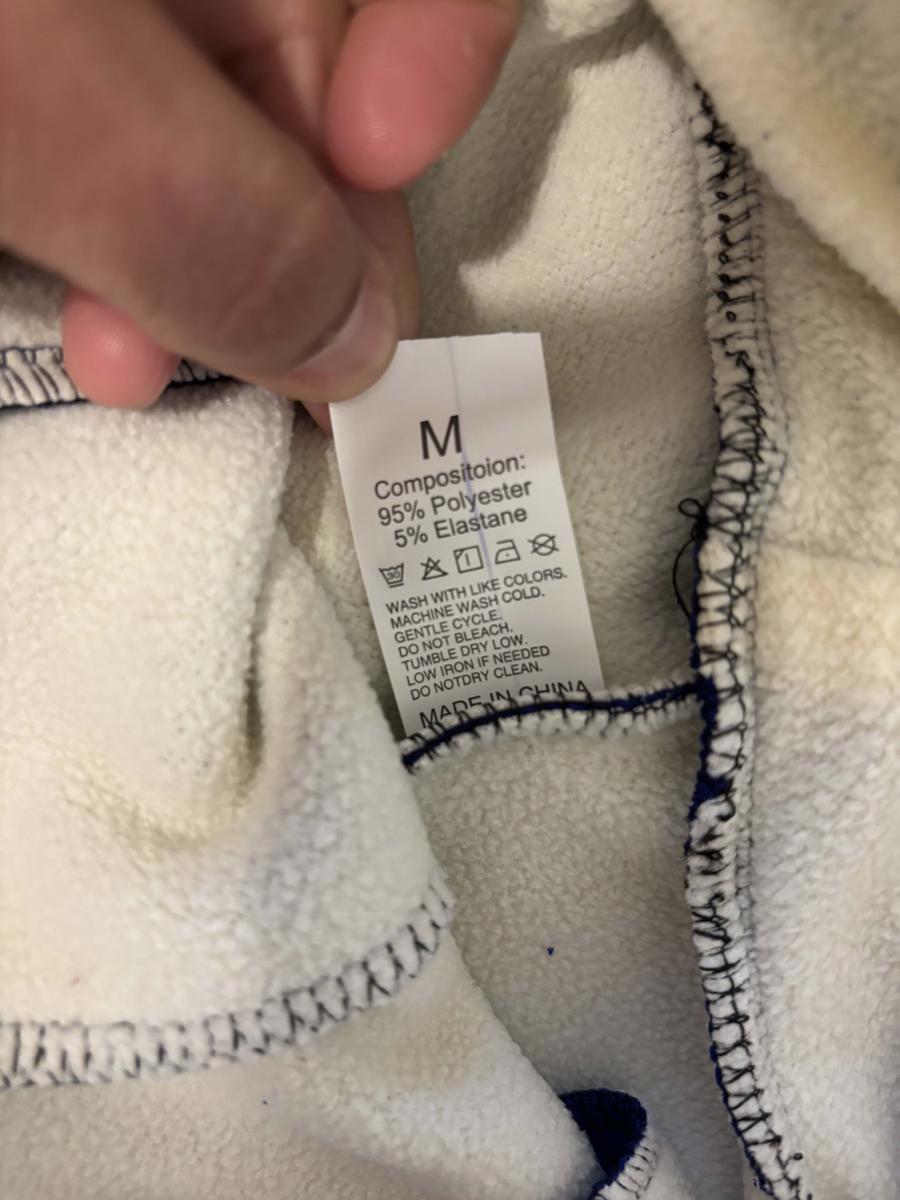 M
Compositoion:
95% Polyester
5% Elastane
30
WASH WITH LIKE COLORS.
MACHINE WASH COLD.
GENTLE CYCLE.
DO NOT BLEACH.
TUMBLE DRY LOW.
LOW IRON IF NEEDED
DO NOTDRY CLEAN.
MADE IN CHINA